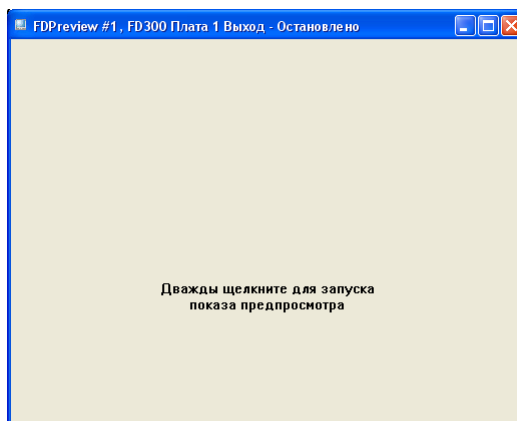 FDPreview #1 , FD300 Плата 1 Выход - Остановлено
Дважды щелкните для запуска
показа предпросмотра